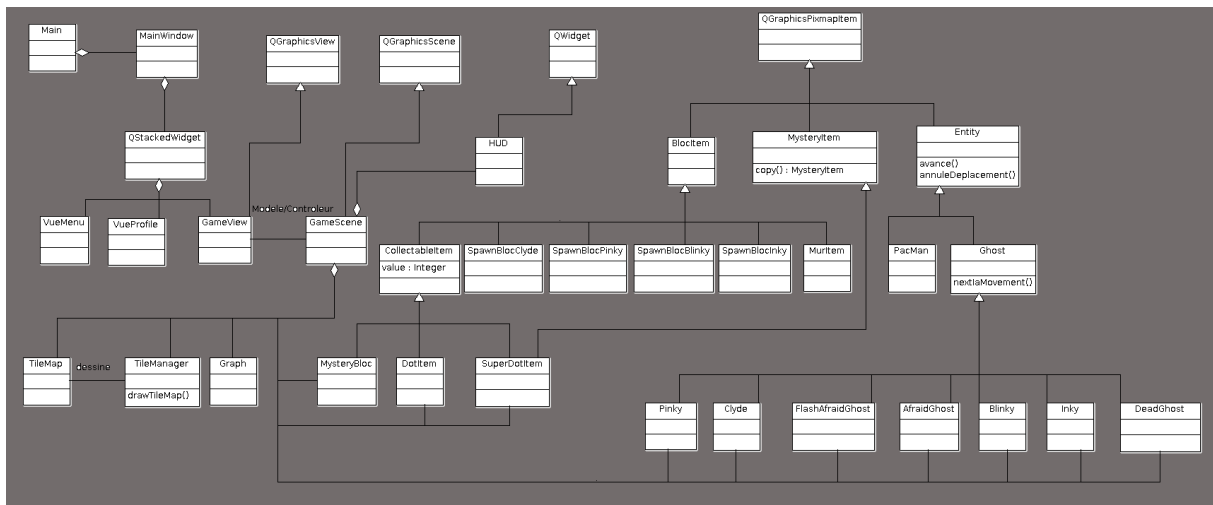 Main
MainWindow
QGraphicsView
QGraphicsScene
QWidget
QGraphicsPixmapItem
QStackedWidget
HUD
BlocItem
MysteryItem
copy() : MysteryItem
Entity
avance()
annuleDeplacement()
VueMenu
VueProfile
GameView
Modele/Controleur
GameScene
CollectableItem
value : Integer
SpawnBlocClyde
SpawnBlocPinky
SpawnBlocBlinky
SpawnBlocInky
MurItem
PacMan
Ghost
nextIaMovement()
TileMap
dessine
TileManager
drawTileMap()
Graph
MysteryBloc
DotItem
SuperDotItem
Pinky
Clyde
FlashAfraidGhost
AfraidGhost
Blinky
Inky
DeadGhost